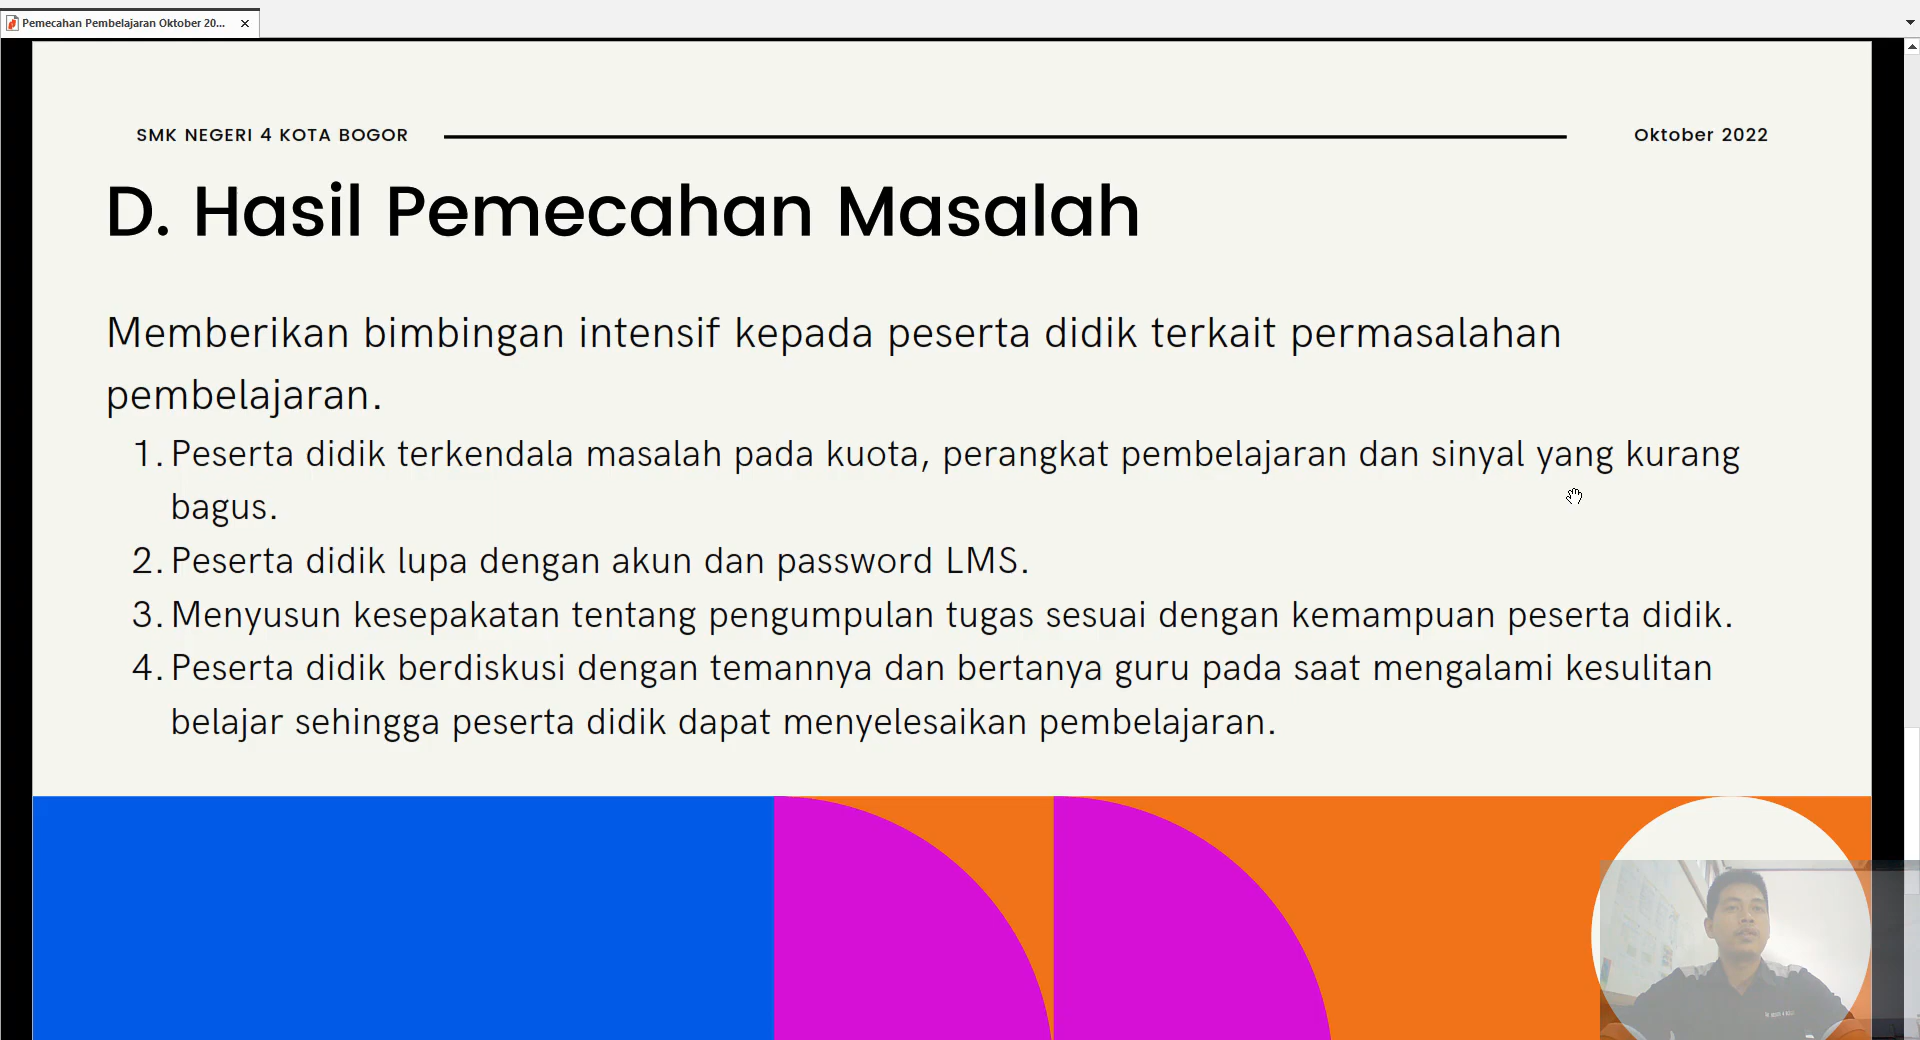 Pemecahan Pembelajaran Oktober 20...
SMK NEGERI 4 KOTA BOGOR
Oktober 2022
D. Hasil Pemecahan Masalah
Memberikan bimbingan intensif kepada peserta didik terkait permasalahan
pembelajaran.
1. Peserta didik terkendala masalah pada kuota, perangkat pembelajaran dan sinyal yang kurang
bagus.
2. Peserta didik lupa dengan akun dan password LMS.
3. Menyusun kesepakatan tentang pengumpulan tugas sesuai dengan kemampuan peserta didik.
4. Peserta didik berdiskusi dengan temannya dan bertanya guru pada saat mengalami kesulitan
belajar sehingga peserta didik dapat menyelesaikan pembelajaran.